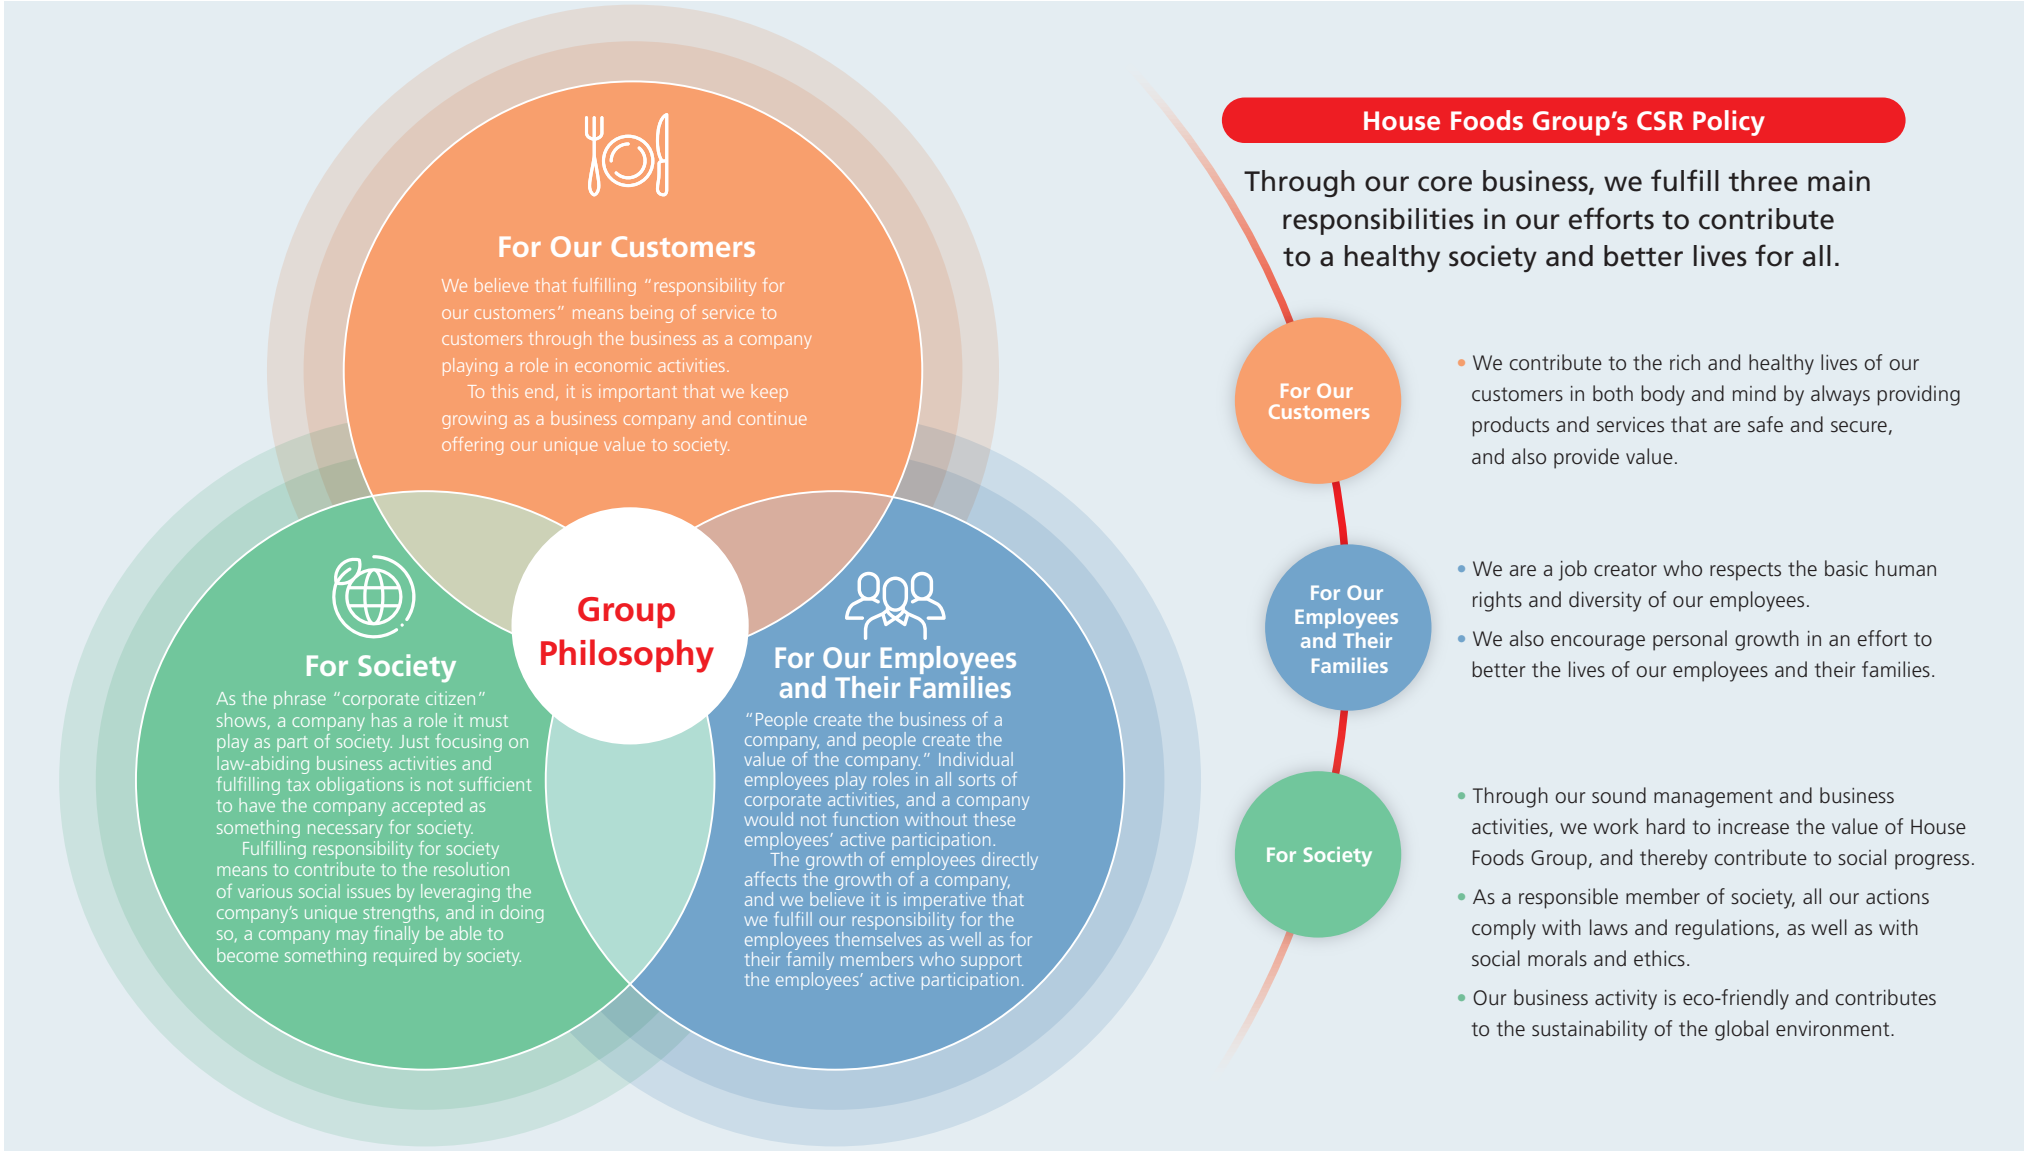 For Our Customers
We believe that fulfilling “responsibility for
our customers” means being of service to
customers through the business as a company
playing a role in economic activities.
To this end, it is important that we keep
growing as a business company and continue
offering our unique value to society.
Group
Philosophy
For Society
As the phrase “corporate citizen”
shows, a company has a role it must
play as part of society. Just focusing on
law-abiding business activities and
fulfilling tax obligations is not sufficient
to have the company accepted as
something necessary for society.
Fulfilling responsibility for society
means to contribute to the resolution
of various social issues by leveraging the
company’s unique strengths, and in doing
so, a company may finally be able to
become something required by society.
For Our Employees
and Their Families
“People create the business of a
company, and people create the
value of the company.” Individual
employees play roles in all sorts of
corporate activities, and a company
would not function without these
employees’ active participation.
The growth of employees directly
affects the growth of a company,
and we believe it is imperative that
we fulfill our responsibility for the
employees themselves as well as for
their family members who support
the employees’ active participation.
House Foods Group’s CSR Policy
Through our core business, we fulfill three main
responsibilities in our efforts to contribute
to a healthy society and better lives for all.
For Our
Customers
• We contribute to the rich and healthy lives of our
customers in both body and mind by always providing
products and services that are safe and secure,
and also provide value.
For Our
Employees
and Their
Families
• We are a job creator who respects the basic human
rights and diversity of our employees.
• We also encourage personal growth in an effort to
better the lives of our employees and their families.
For Society
• Through our sound management and business
activities, we work hard to increase the value of House
Foods Group, and thereby contribute to social progress.
• As a responsible member of society, all our actions
comply with laws and regulations, as well as with
social morals and ethics.
• Our business activity is eco-friendly and contributes
to the sustainability of the global environment.